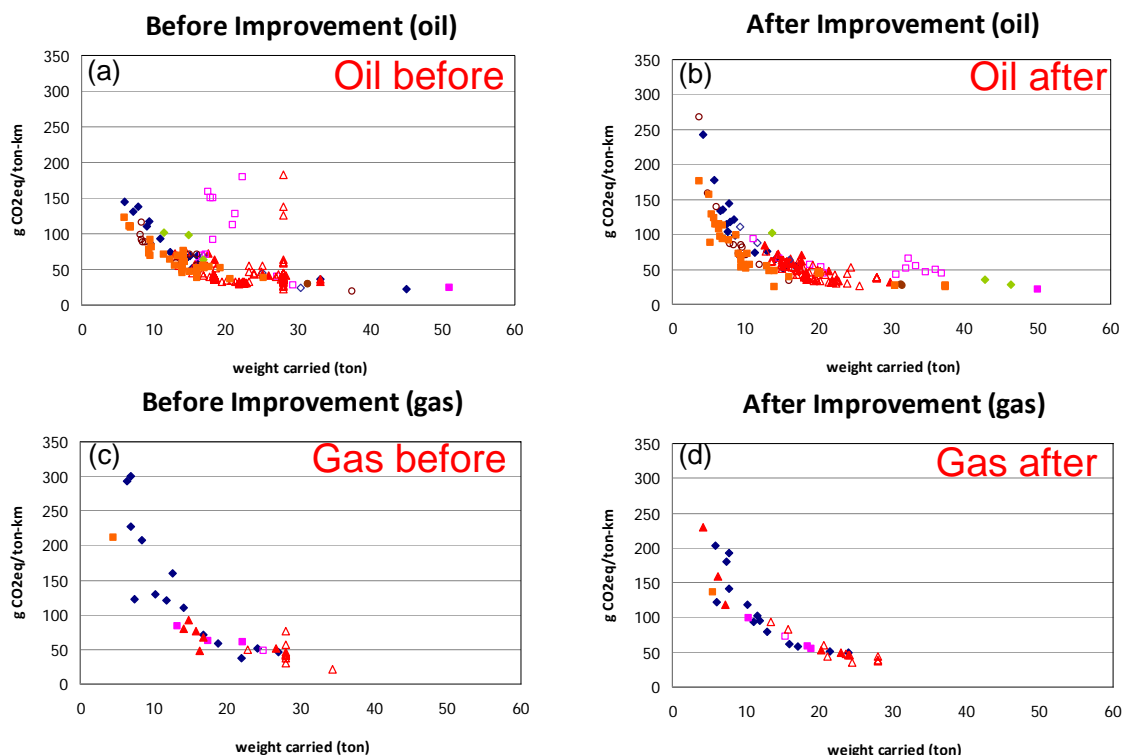 Before Improvement (oil)
After Improvement (oil)
(a)
Oil before
(b)
Oil after
g CO2eq/ton-km
350
300
250
200
150
100
50
0
0 10 20 30 40 50 60
weight carried (ton)
g CO2eq/ton-km
350
300
250
200
150
100
50
0
0 10 20 30 40 50 60
weight carried (ton)
Before Improvement (gas)
After Improvement (gas)
(c)
Gas before
(d)
Gas after
g CO2eq/ton-km
350
300
250
200
150
100
50
0
0 10 20 30 40 50 60
weight carried (ton)
g CO2eq/ton-km
350
300
250
200
150
100
50
0
0 10 20 30 40 50 60
weight carried (ton)